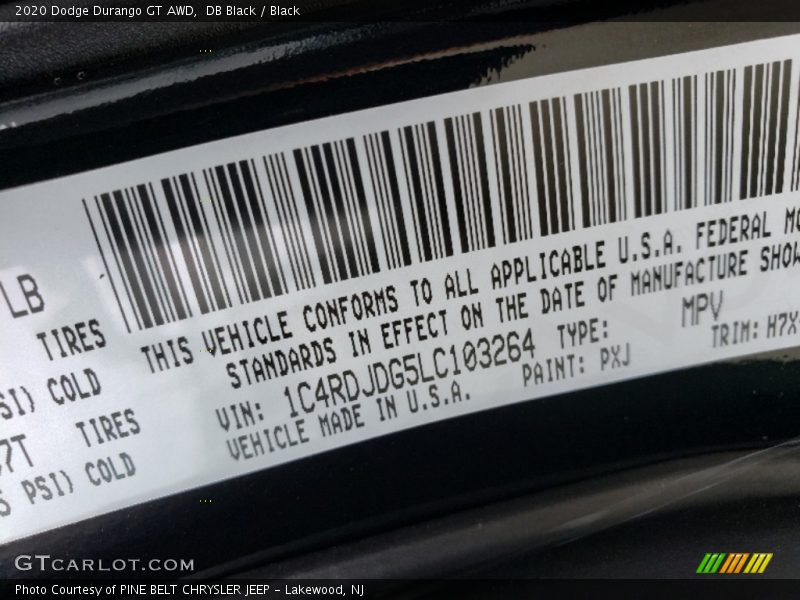 2020 Dodge Durango GT AWD,  DB Black / Black
LB
TIRES
THIS VEHICLE CONFORMS TO ALL APPLICABLE U.S.A. FEDERAL MO
SI) COLD
STANDARDS IN EFFECT ON THE DATE OF MANUFACTURE SHOW
7T TIRES
VIN: 1C4RDJDG5LC103264 TYPE: MPV
S PSI) COLD
VEHICLE MADE IN U.S.A. PAINT: PXJ TRIM: H7X
GTCARLOT.COM
Photo Courtesy of PINE BELT CHRYSLER JEEP - Lakewood, NJ